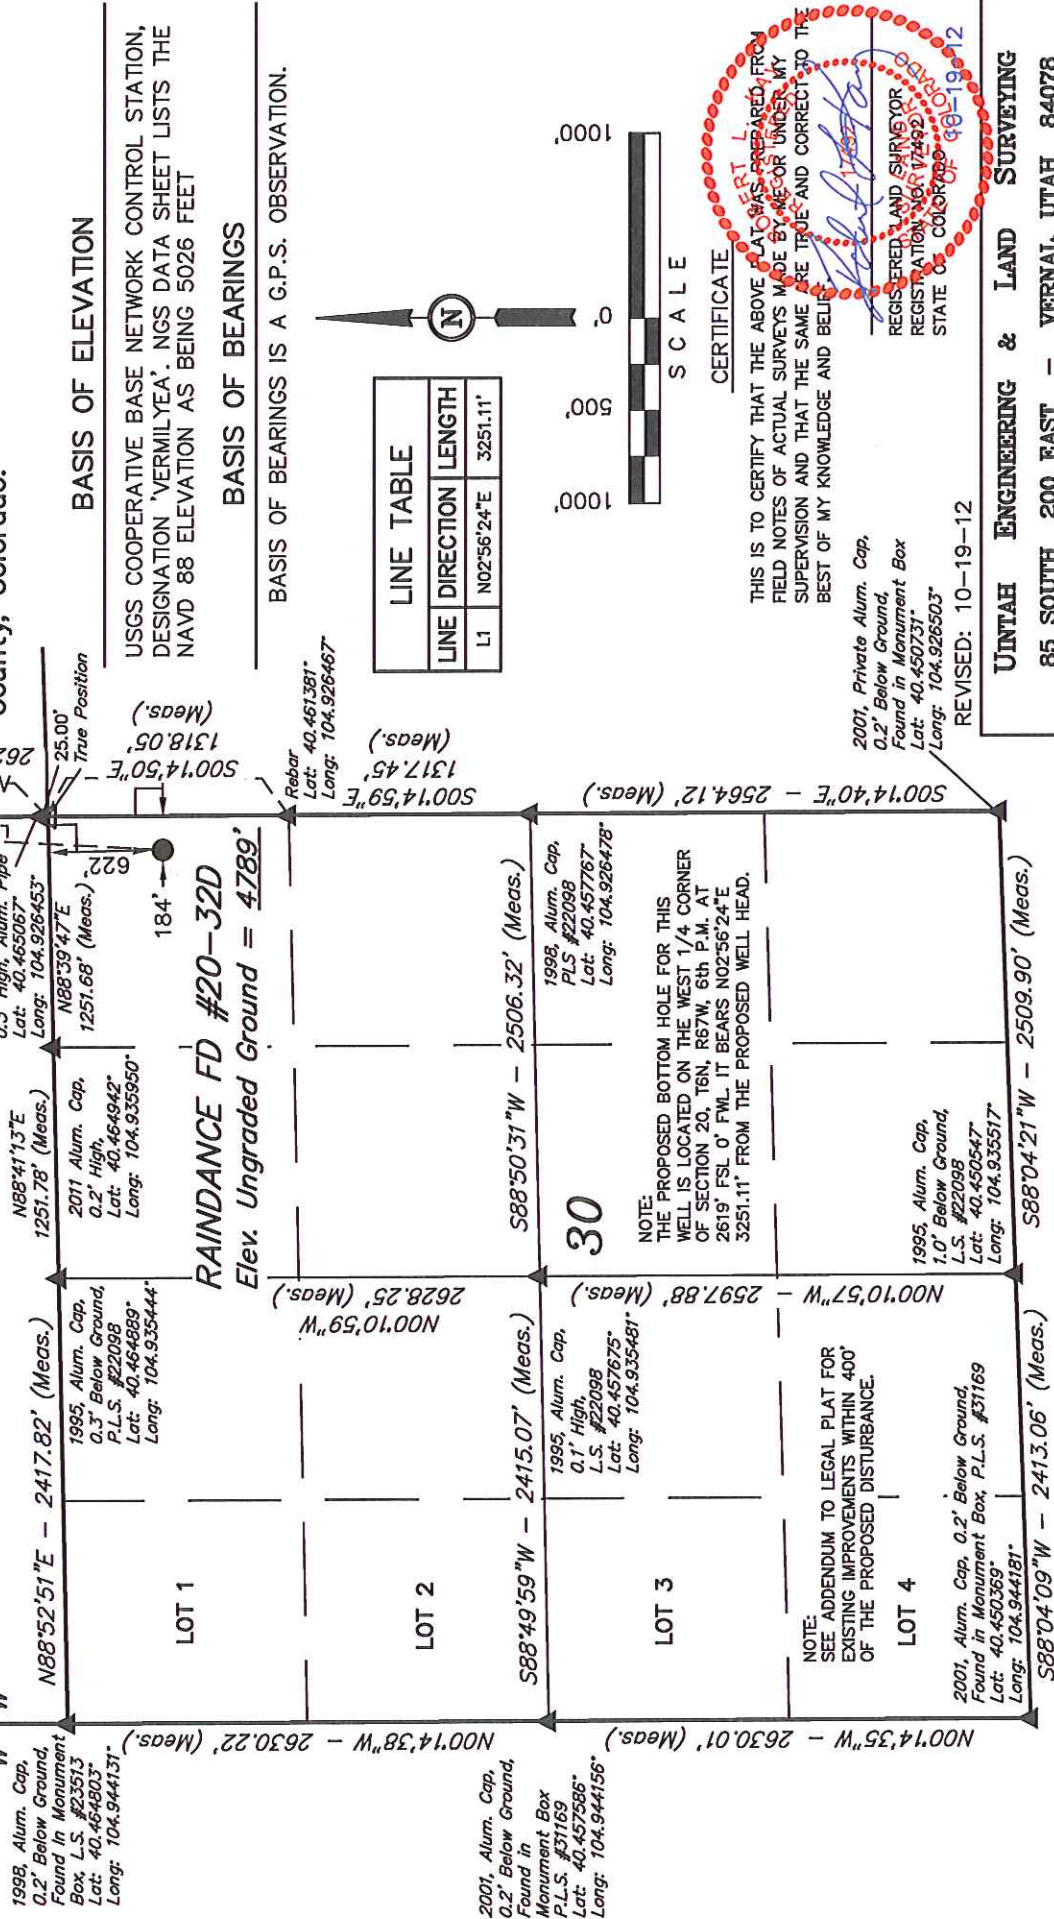 County, Colorado.
BASIS OF ELEVATION
USGS COOPERATIVE BASE NETWORK CONTROL STATION,
DESIGNATION 'VERMILYEA'. NGS DATA SHEET LISTS THE
NAVD 88 ELEVATION AS BEING 5026 FEET
BASIS OF BEARINGS
BASIS OF BEARINGS IS A G.P.S. OBSERVATION.
LINE TABLE
LINE DIRECTION LENGTH
L1 N02°56'24"E 3251.11'
N
1000' 500' 0' 1000'
SCALE
CERTIFICATE
THIS IS TO CERTIFY THAT THE ABOVE PLAT WAS PREPARED FROM
FIELD NOTES OF ACTUAL SURVEYS MADE BY ME OR UNDER MY
SUPERVISION AND THAT THE SAME ARE TRUE AND CORRECT TO THE
BEST OF MY KNOWLEDGE AND BELIEF.
REGISTERED LAND SURVEYOR
REGISTRATION NO. 17492
STATE OF COLORADO 10-19-12
REVISED: 10-19-12
UINTAH ENGINEERING & LAND SURVEYING
85 SOUTH 200 EAST - VERNAL, UTAH 84078
W W
1998, Alum. Cap,
0.2' Below Ground,
Found in Monument
Box, L.S. #23513
Lat: 40.464803°
Long: 104.944131°
N88°52'51"E - 2417.82' (Meas.)
1995, Alum. Cap,
0.3' Below Ground,
P.L.S. #22098
Lat: 40.464889°
Long: 104.935444°
N88°41'13"E
1251.78' (Meas.)
2011 Alum. Cap,
0.2' High,
Lat: 40.464942°
Long: 104.935950°
0.5' High, Alum. Pipe
Lat: 40.465067°
Long: 104.926453°
N88°39'47"E
1251.68' (Meas.)
262
25.00'
True Position
622'
184'
S00°14'50"E
1318.05'
(Meas.)
RAINDANCE FD #20-32D
Elev. Ungraded Ground = 4789'
Rebar
Lat: 40.461381°
Long: 104.926467°
S00°14'59"E
1317.45'
(Meas.)
N00°14'38"W - 2630.22' (Meas.)
LOT 1
LOT 2
N00°10'59"W
2628.25' (Meas.)
2001, Alum. Cap,
0.2' Below Ground,
Found in
Monument Box
P.L.S. #31169
Lat: 40.457586°
Long: 104.944156°
S88°49'59"W - 2415.07' (Meas.)
1995, Alum. Cap,
0.1' High,
L.S. #22098
Lat: 40.457675°
Long: 104.935481°
S88°50'31"W - 2506.32' (Meas.)
1998, Alum. Cap,
PLS #22098
Lat: 40.457767°
Long: 104.926478°
30
NOTE:
THE PROPOSED BOTTOM HOLE FOR THIS
WELL IS LOCATED ON THE WEST 1/4 CORNER
OF SECTION 20, T6N, R67W, 6th P.M. AT
2619' FSL 0' FWL. IT BEARS N02°56'24"E
3251.11' FROM THE PROPOSED WELL HEAD.
N00°14'35"W - 2630.01' (Meas.)
LOT 3
N00°10'57"W - 2597.88' (Meas.)
S00°14'40"E - 2564.12' (Meas.)
NOTE:
SEE ADDENDUM TO LEGAL PLAT FOR
EXISTING IMPROVEMENTS WITHIN 400'
OF THE PROPOSED DISTURBANCE.
LOT 4
2001, Alum. Cap, 0.2' Below Ground,
Found in Monument Box, P.L.S. #31169
Lat: 40.450369°
Long: 104.944181°
1995, Alum. Cap,
1.0' Below Ground,
L.S. #22098
Lat: 40.450547°
Long: 104.935517°
2001, Private Alum. Cap,
0.2' Below Ground,
Found in Monument Box
Lat: 40.450731°
Long: 104.926503°
S88°04'09"W - 2413.06' (Meas.)
S88°04'21"W - 2509.90' (Meas.)